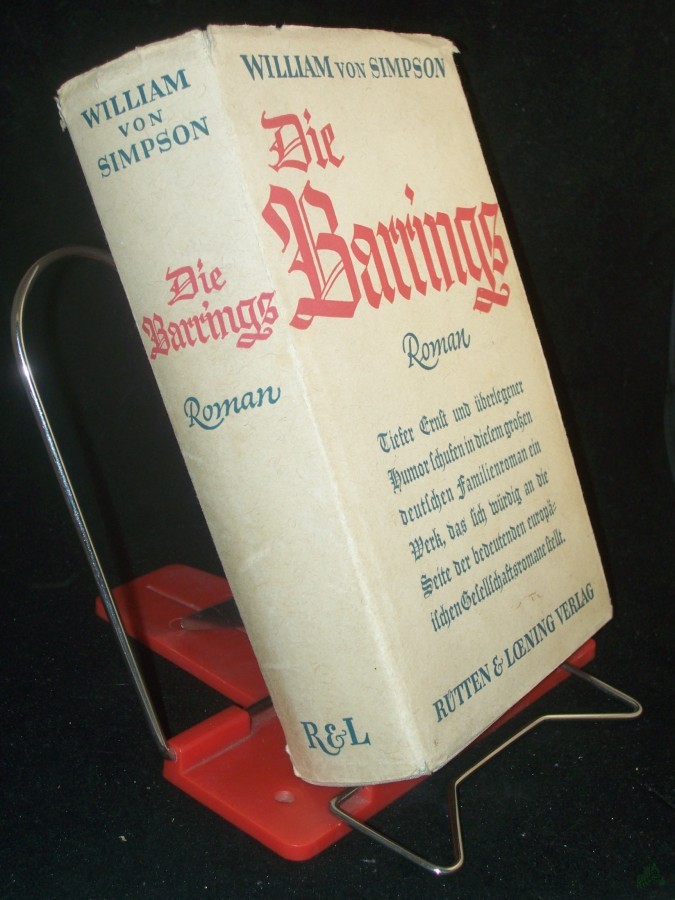 WILLIAM
VON
SIMPSON
Die
Barrings
Roman
R&L
WILLIAM VON SIMPSON
Die
Barrings
Roman
Tiefer Ernst und überlegener
Humor schufen in diesem großen
deutschen Familienroman ein
Werk, das sich würdig an die
Seite der bedeutenden europä-
ischen Gesellschaftsromane stellt.
RÜTTEN & LŒNING VERLAG